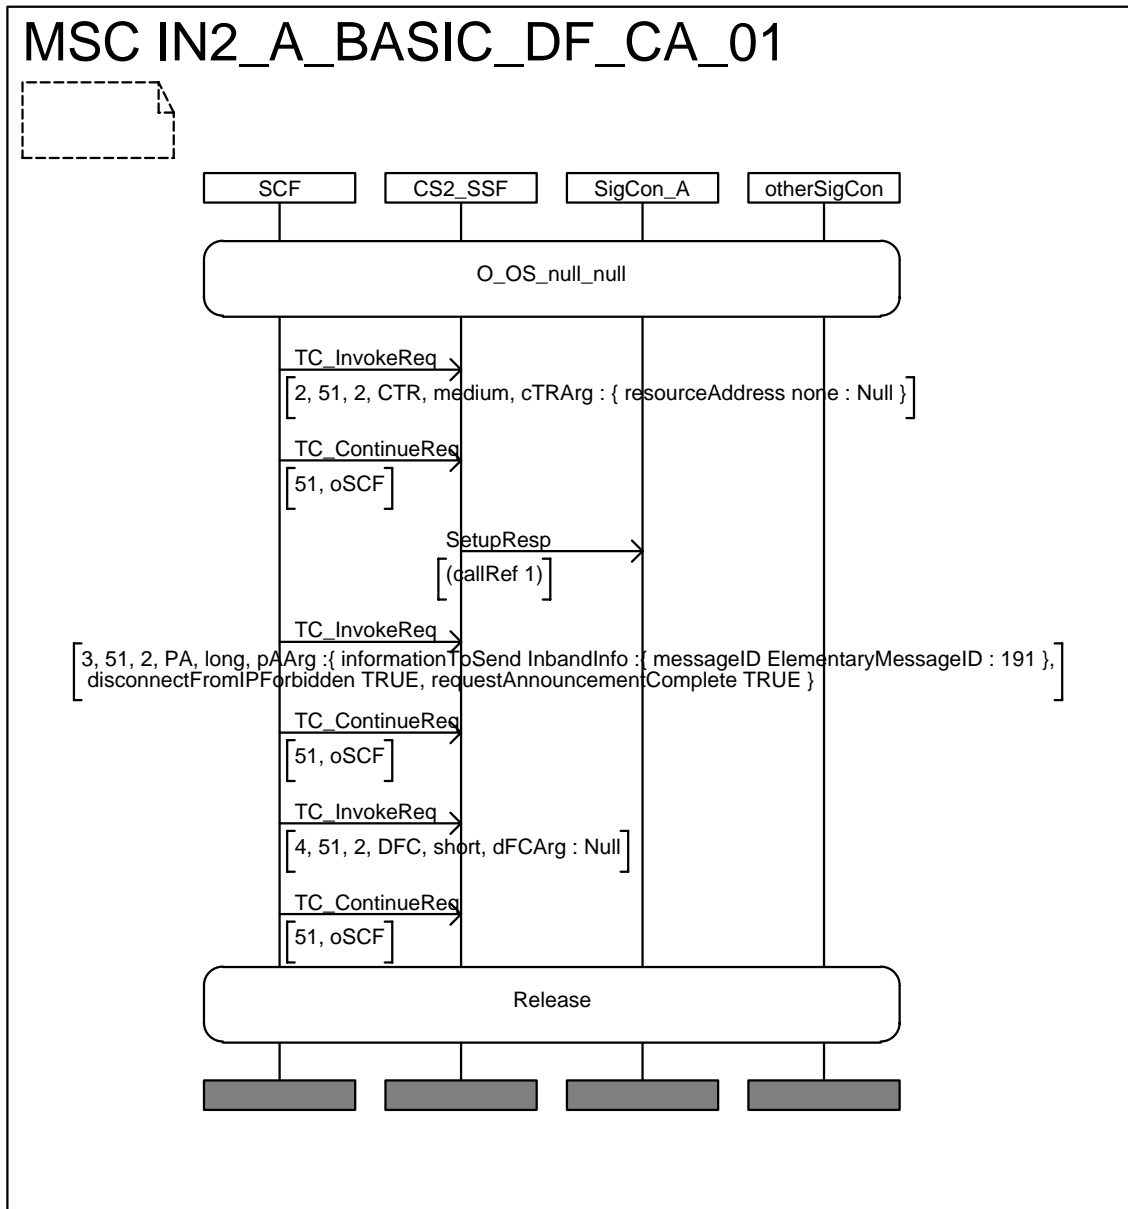 MSC IN2_A_BASIC_DF_CA_01
SCF CS2_SSF SigCon_A otherSigCon
O_OS_null_null
TC_InvokeReq
2, 51, 2, CTR, medium, cTRArg : { resourceAddress none : Null }
TC_ContinueReq
51, oSCF
SetupResp
(callRef 1)
TC_InvokeReq
3, 51, 2, PA, long, pAArg :{ informationToSend InbandInfo :{ messageID ElementaryMessageID : 191 },
disconnectFromIPForbidden TRUE, requestAnnouncementComplete TRUE }
TC_ContinueReq
51, oSCF
TC_InvokeReq
4, 51, 2, DFC, short, dFCArg : Null
TC_ContinueReq
51, oSCF
Release